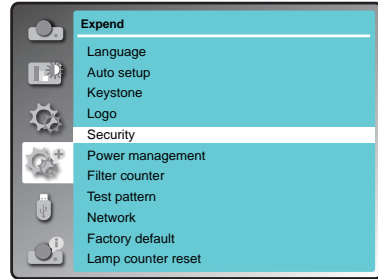 Expend
Language
Auto setup
Keystone
Logo
Security
Power management
Filter counter
Test pattern
Network
Factory default
Lamp counter reset